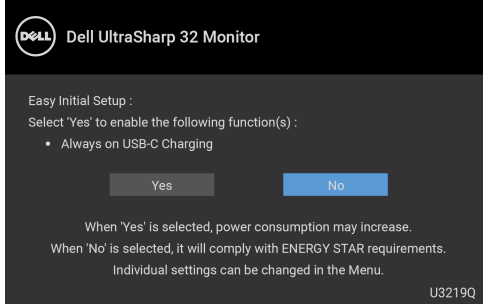 DELL
Dell UltraSharp 32 Monitor
Easy Initial Setup :
Select 'Yes' to enable the following function(s) :
• Always on USB-C Charging
Yes
No
When 'Yes' is selected, power consumption may increase.
When 'No' is selected, it will comply with ENERGY STAR requirements.
Individual settings can be changed in the Menu.
U3219Q